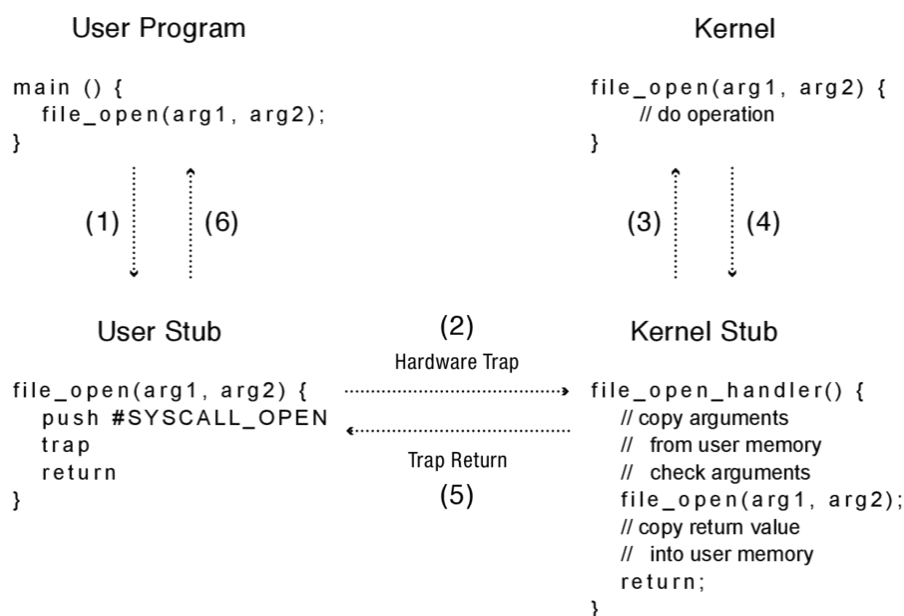 User Program
main () {
file_open(arg1, arg2);
}
(1)
(6)
User Stub
file_open(arg1, arg2) {
push #SYSCALL_OPEN
trap
return
}
(2)
Hardware Trap
Trap Return
(5)
Kernel
file_open(arg1, arg2) {
// do operation
}
(3)
(4)
Kernel Stub
file_open_handler() {
// copy arguments
// from user memory
// check arguments
file_open(arg1, arg2);
// copy return value
// into user memory
return;
}